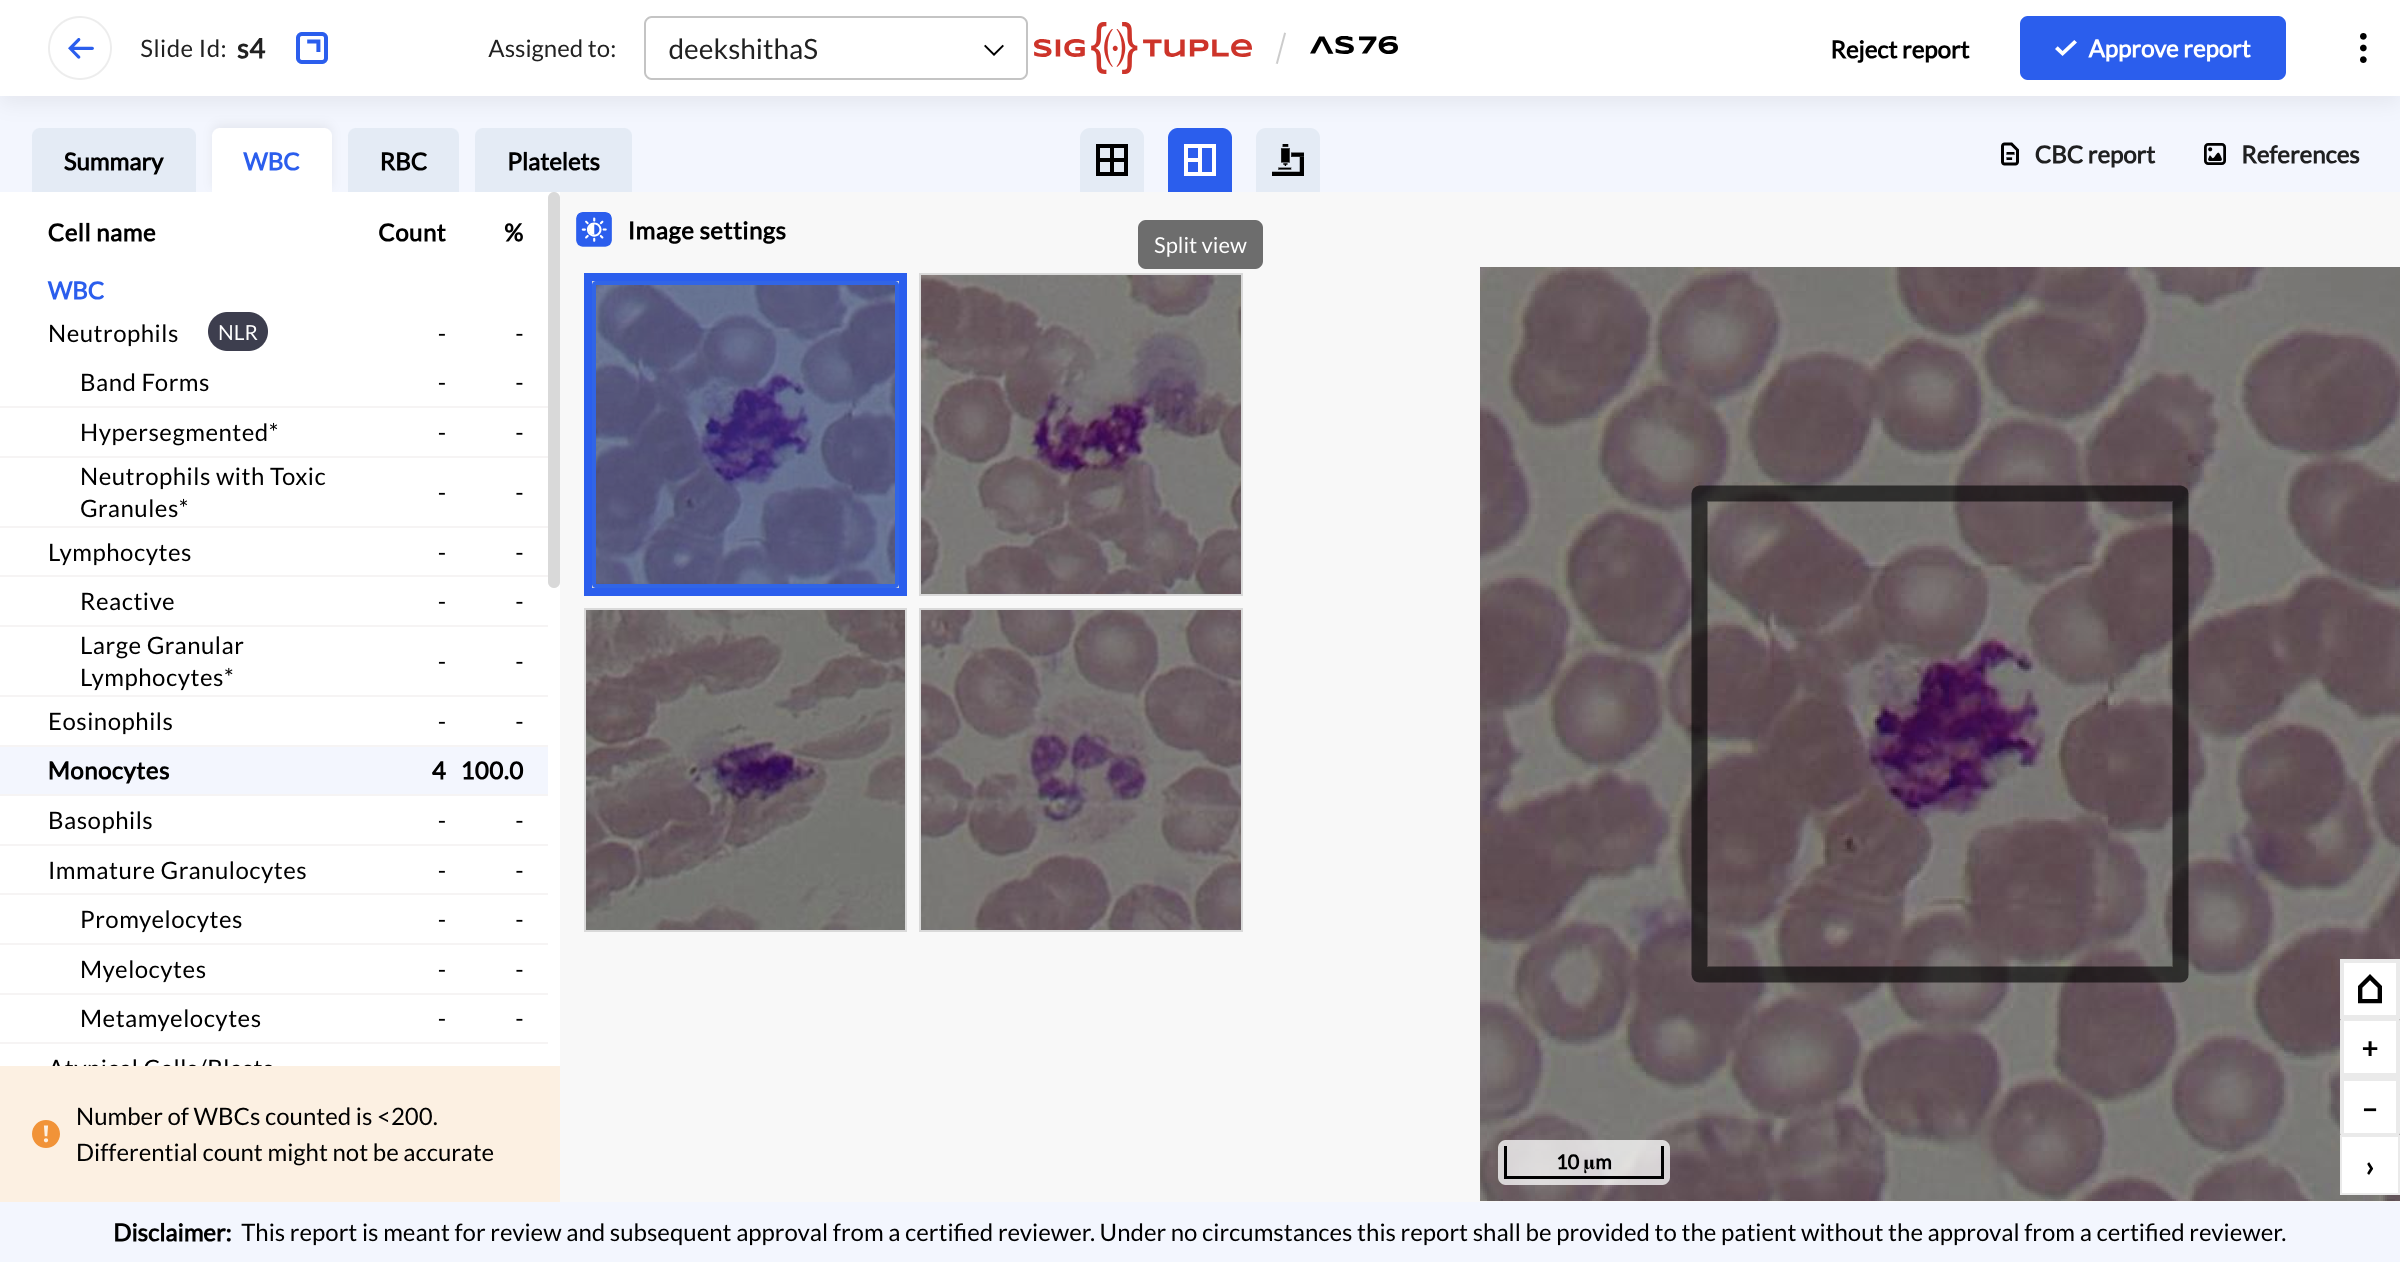 Slide Id: s4
Assigned to:
deekshithaS
SIG TUPLE / AS76
Reject report
Approve report
Summary
WBC
RBC
Platelets
CBC report
References
Cell name Count %
WBC
Neutrophils NLR - -
Band Forms - -
Hypersegmented* - -
Neutrophils with Toxic
Granules* - -
Lymphocytes - -
Reactive - -
Large Granular
Lymphocytes* - -
Eosinophils - -
Monocytes 4 100.0
Basophils - -
Immature Granulocytes - -
Promyelocytes - -
Myelocytes - -
Metamyelocytes - -
Atypical Cells/Blasts
Number of WBCs counted is <200.
Differential count might not be accurate
Image settings
Split view
10 µm
Disclaimer: This report is meant for review and subsequent approval from a certified reviewer. Under no circumstances this report shall be provided to the patient without the approval from a certified reviewer.